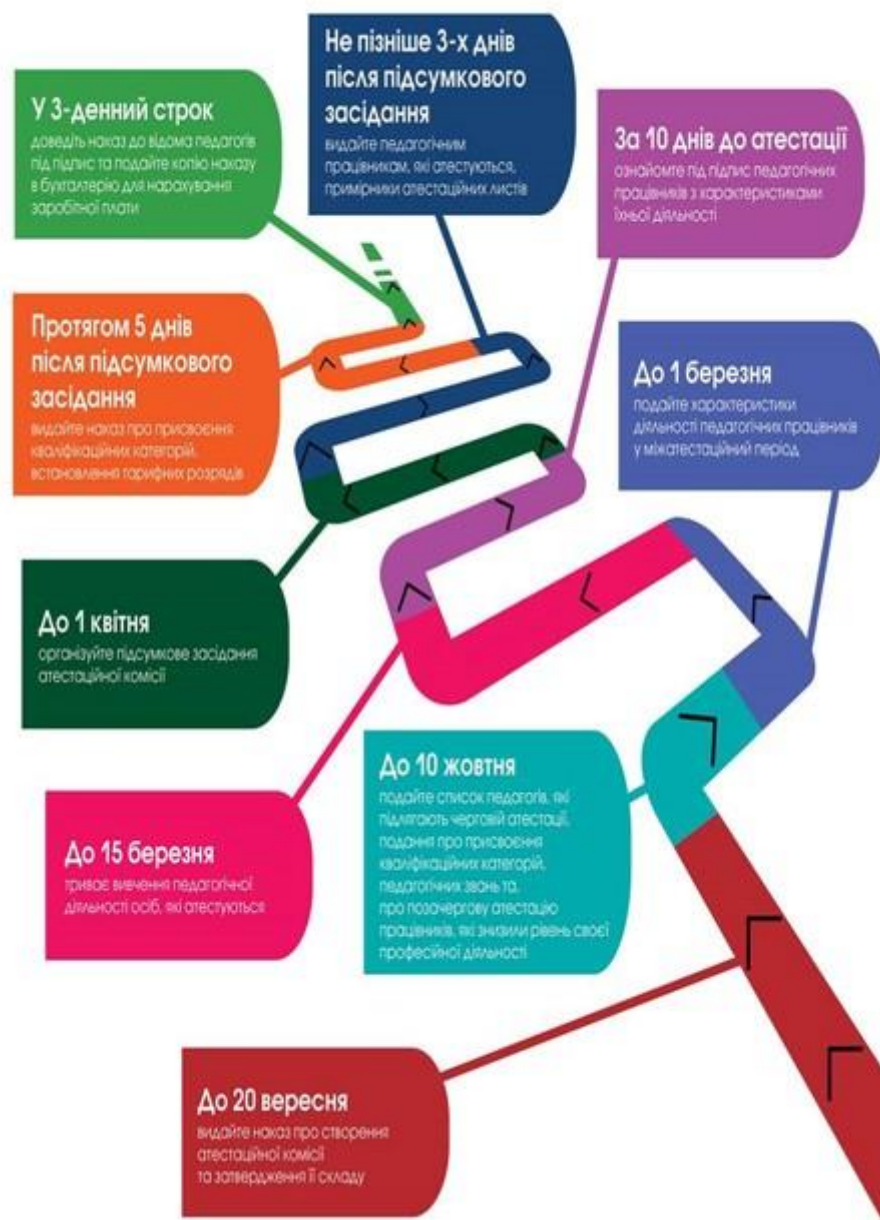 У 3-денний строк
доведіть наказ до відома педагогів
під підпис та подайте копію наказу
в бухгалтерію для нарахування
заробітної плати
Не пізніше 3-х днів
після підсумкового
засідання
видайте педагогічним
працівникам, які атестуються,
примірники атестаційних листів
За 10 днів до атестації
ознайомте під підпис педагогічних
працівників з характеристиками
їхньої діяльності
Протягом 5 днів
після підсумкового
засідання
видайте наказ про присвоєння
кваліфікаційних категорій,
встановлення тарифних розрядів
До 1 березня
подайте характеристики
діяльності педагогічних працівників
у міжатестаційний період
До 1 квітня
організуйте підсумкове засідання
атестаційної комісії
До 15 березня
триває вивчення педагогічної
діяльності осіб, які атестуються
До 10 жовтня
подайте список педагогів, які
підлягають черговій атестації,
подання про присвоєння
кваліфікаційних категорій,
педагогічних звань та,
про позачергову атестацію
працівників, які знизили рівень своєї
професійної діяльності
До 20 вересня
видайте наказ про створення
атестаційної комісії
та затвердження її складу